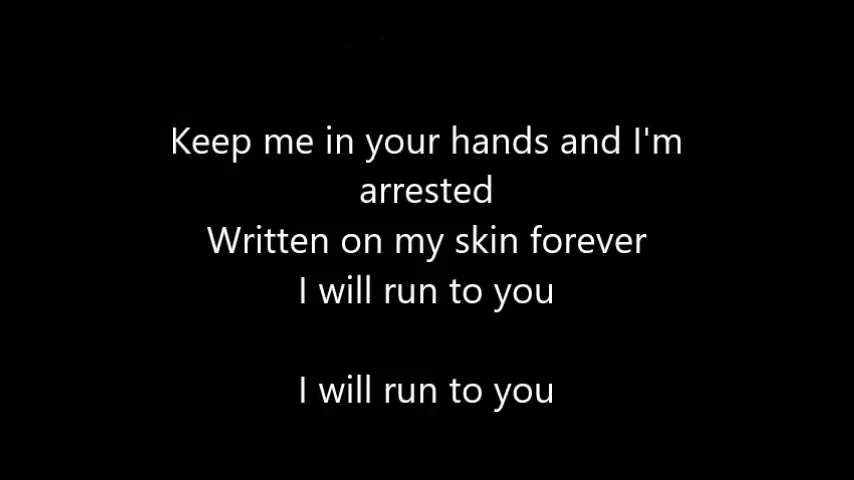 Keep me in your hands and I'm
arrested
Written on my skin forever
I will run to you
I will run to you